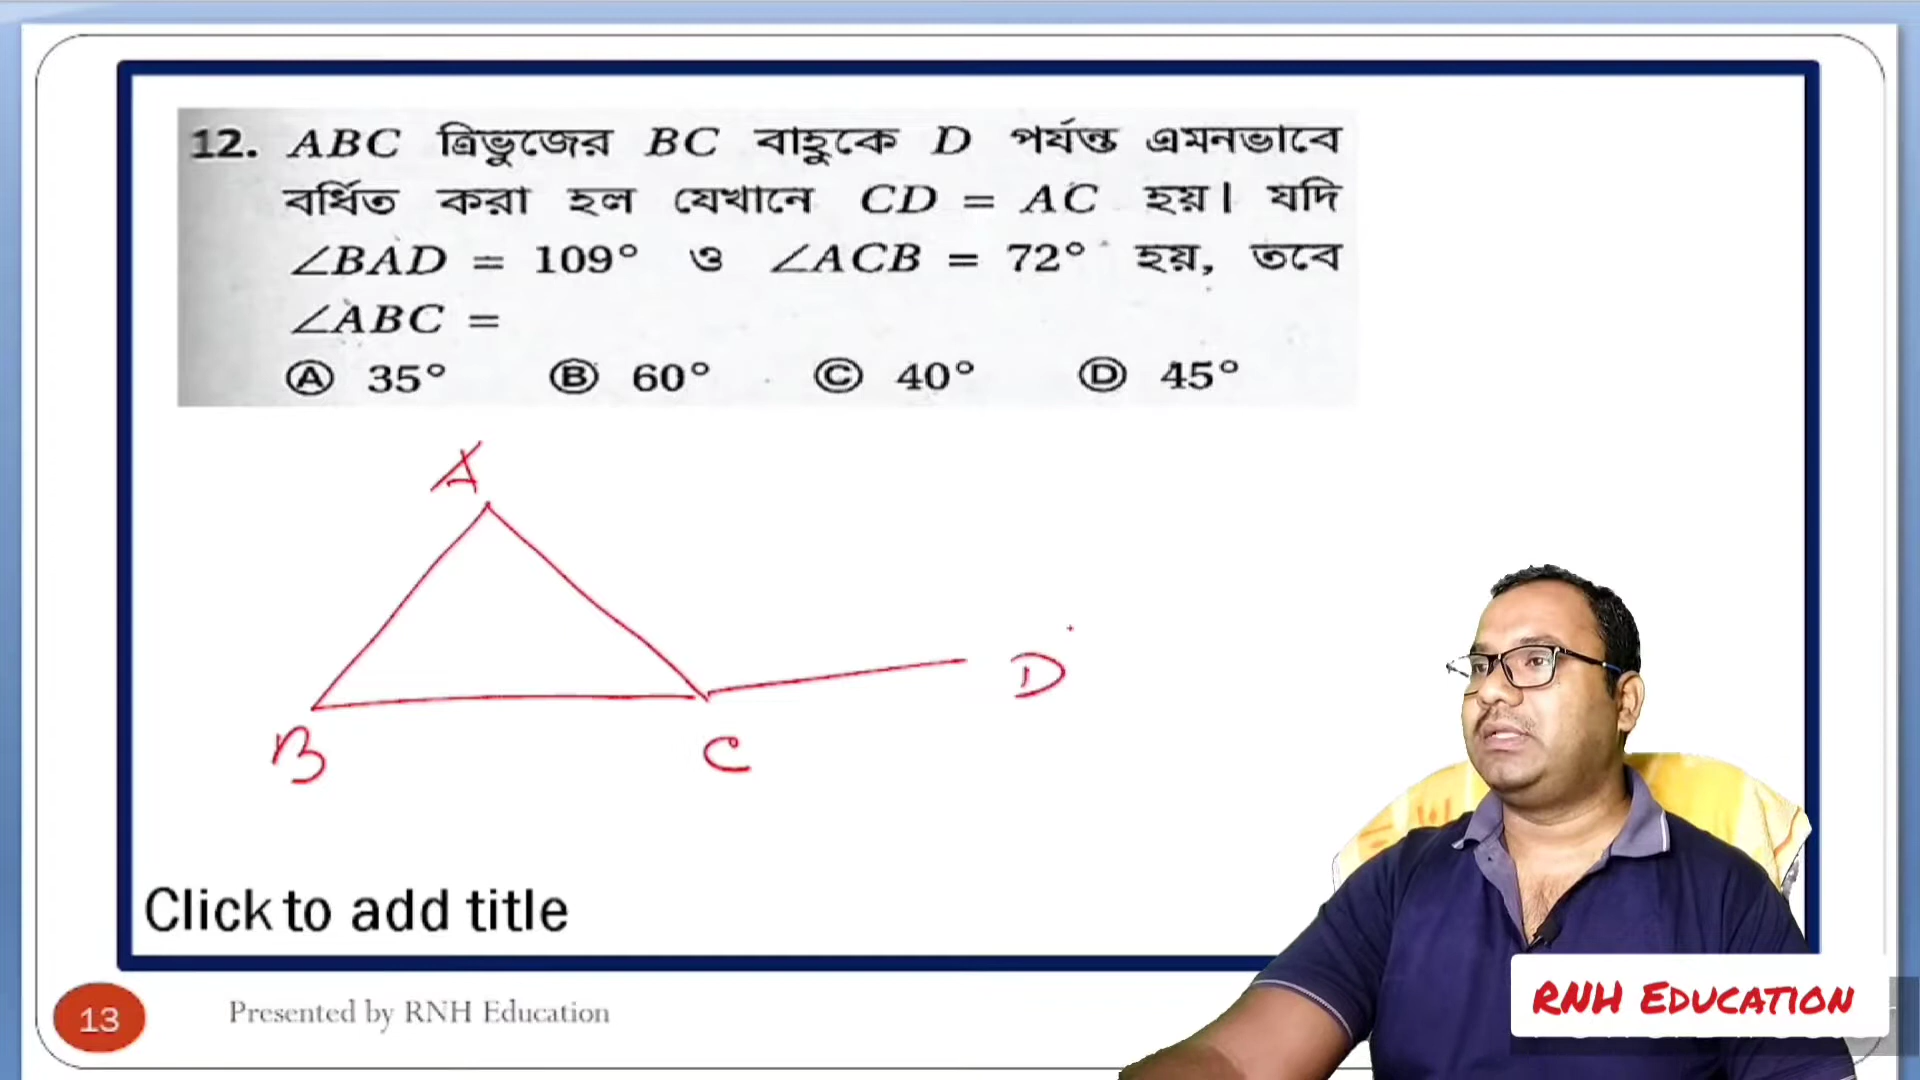 12. ABC ত্রিভুজের BC বাহুকে D পর্যন্ত এমনভাবে
বর্ধিত করা হল যেখানে CD = AC হয়। যদি
∠BAD = 109° ও ∠ACB = 72° হয়, তবে
∠ABC =
Ⓐ 35° Ⓑ 60° Ⓒ 40° Ⓓ 45°
A
D
B
C
Click to add title
13
Presented by RNH Education
RNH EDUCATION